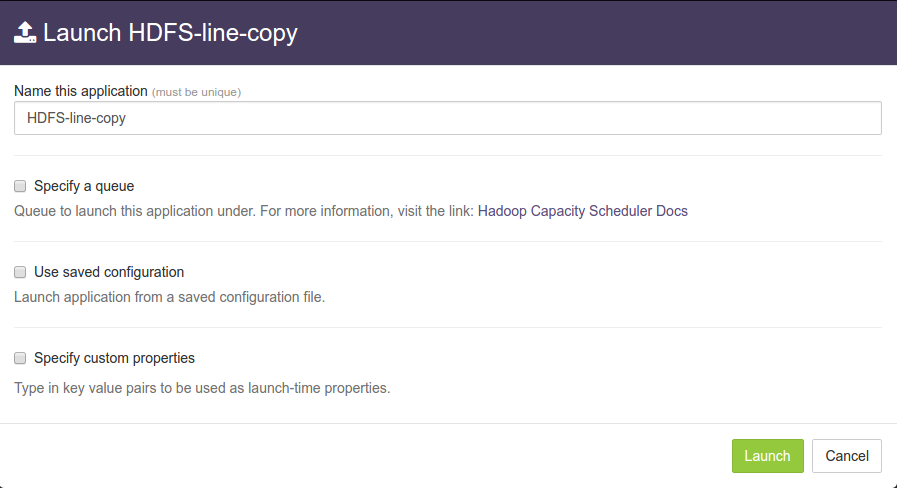 Launch HDFS-line-copy
Name this application (must be unique)
HDFS-line-copy
Specify a queue
Queue to launch this application under. For more information, visit the link: Hadoop Capacity Scheduler Docs
Use saved configuration
Launch application from a saved configuration file.
Specify custom properties
Type in key value pairs to be used as launch-time properties.
Launch Cancel